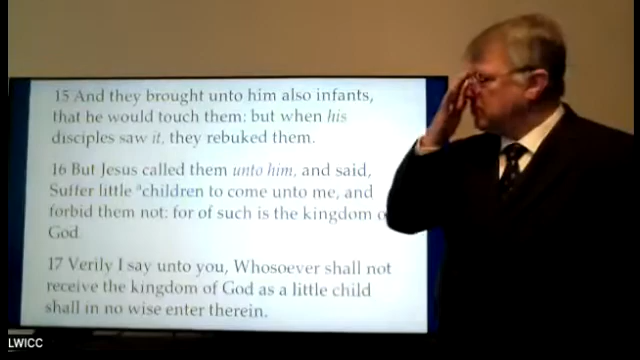 15 And they brought unto him also infants,
that he would touch them: but when his
disciples saw it, they rebuked them.
16 But Jesus called them unto him, and said,
Suffer little ᵃchildren to come unto me, and
forbid them not: for of such is the kingdom
God.
17 Verily I say unto you, Whosoever shall not
receive the kingdom of God as a little child
shall in no wise enter therein.
LWICC